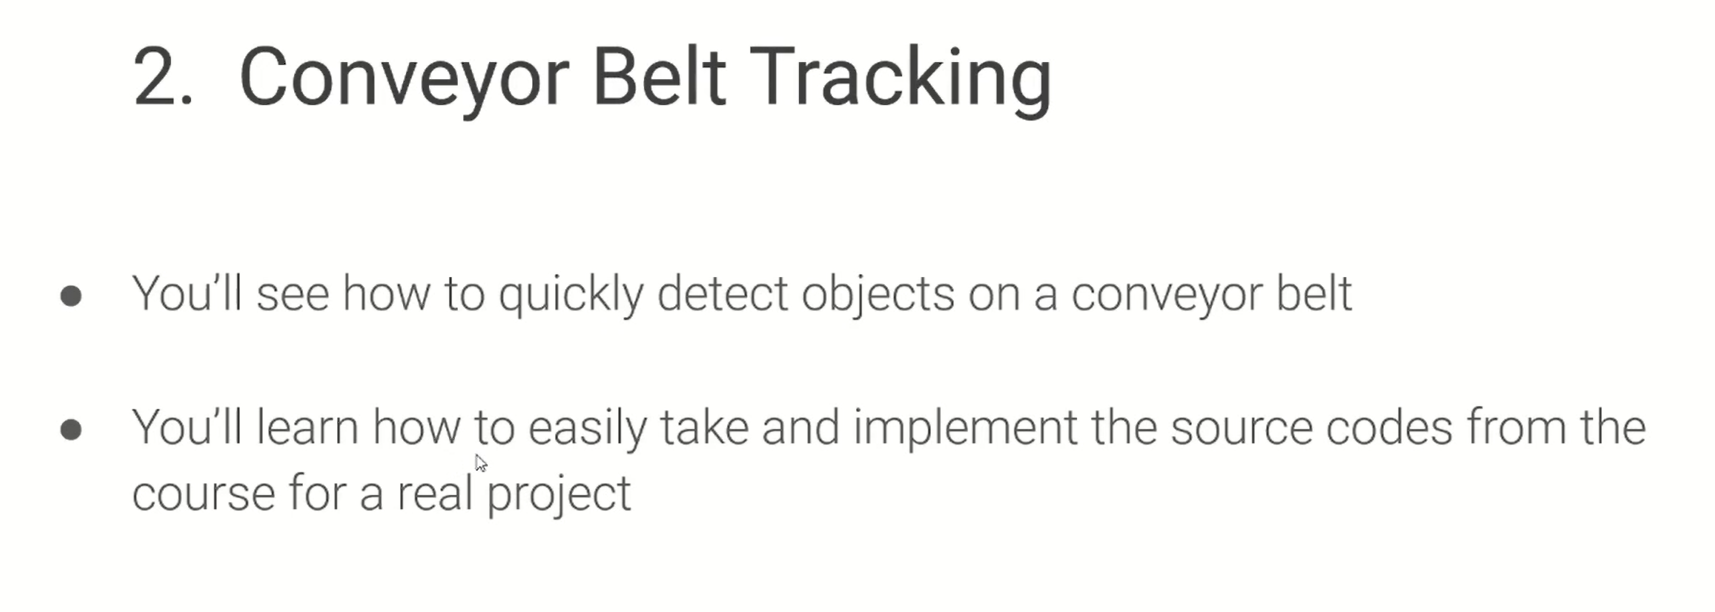 2. Conveyor Belt Tracking
● You'll see how to quickly detect objects on a conveyor belt
● You'll learn how to easily take and implement the source codes from the
course for a real project